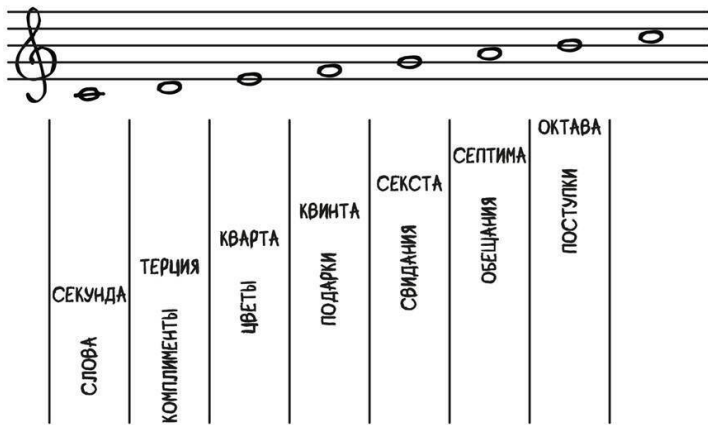 СЕКУНДА
СЛОВА
ТЕРЦИЯ
КОМПЛИМЕНТЫ
КВАРТА
ЦВЕТЫ
КВИНТА
ПОДАРКИ
СЕКСТА
СВИДАНИЯ
СЕПТИМА
ОБЕЩАНИЯ
ОКТАВА
ПОСТУПКИ